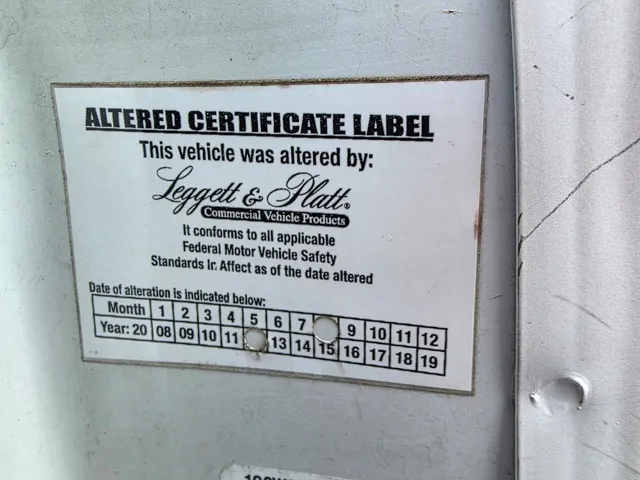 ALTERED CERTIFICATE LABEL
This vehicle was altered by:
Leggett & Platt®
Commercial Vehicle Products
It conforms to all applicable
Federal Motor Vehicle Safety
Standards Ir. Affect as of the date altered
Date of alteration is indicated below:
Month 1 2 3 4 5 6 7 9 10 11 12
Year: 20 08 09 10 11 13 14 15 16 17 18 19